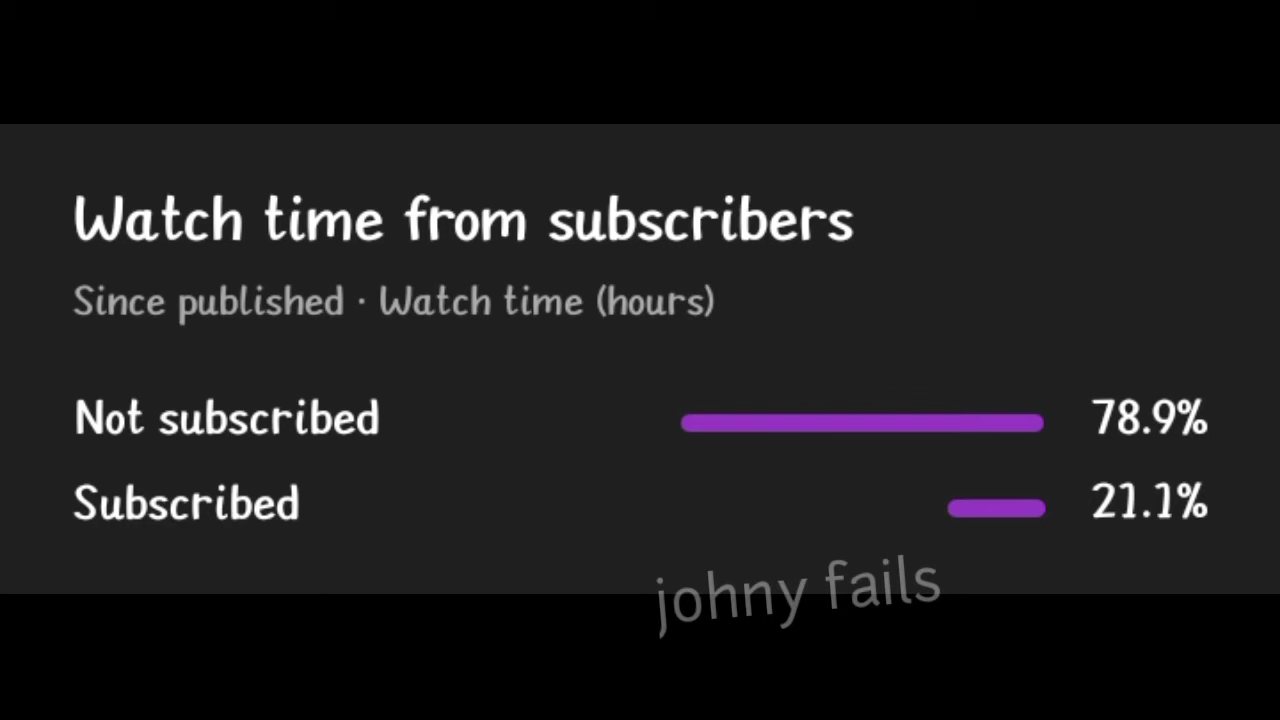 Watch time from subscribers
Since published · Watch time (hours)
Not subscribed 78.9%
Subscribed 21.1%
johny fails